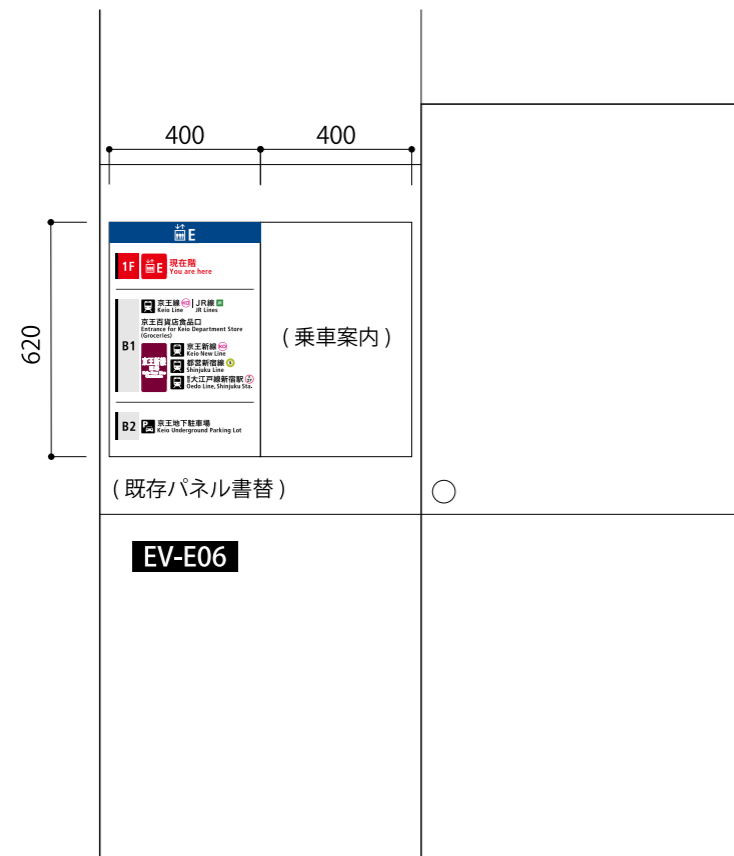 400
400
620
E
1F
E
現在階
You are here
B1
京王線 JR線
Keio Line JR Lines
京王百貨店食品口
Entrance for Keio Department Store
(Groceries)
京王新線
Keio New Line
都営新宿線
Shinjuku Line
大江戸線新宿駅
Oedo Line, Shinjuku Sta.
B2
P
京王地下駐車場
Keio Underground Parking Lot
( 乗車案内 )
( 既存パネル書替 )
EV-E06